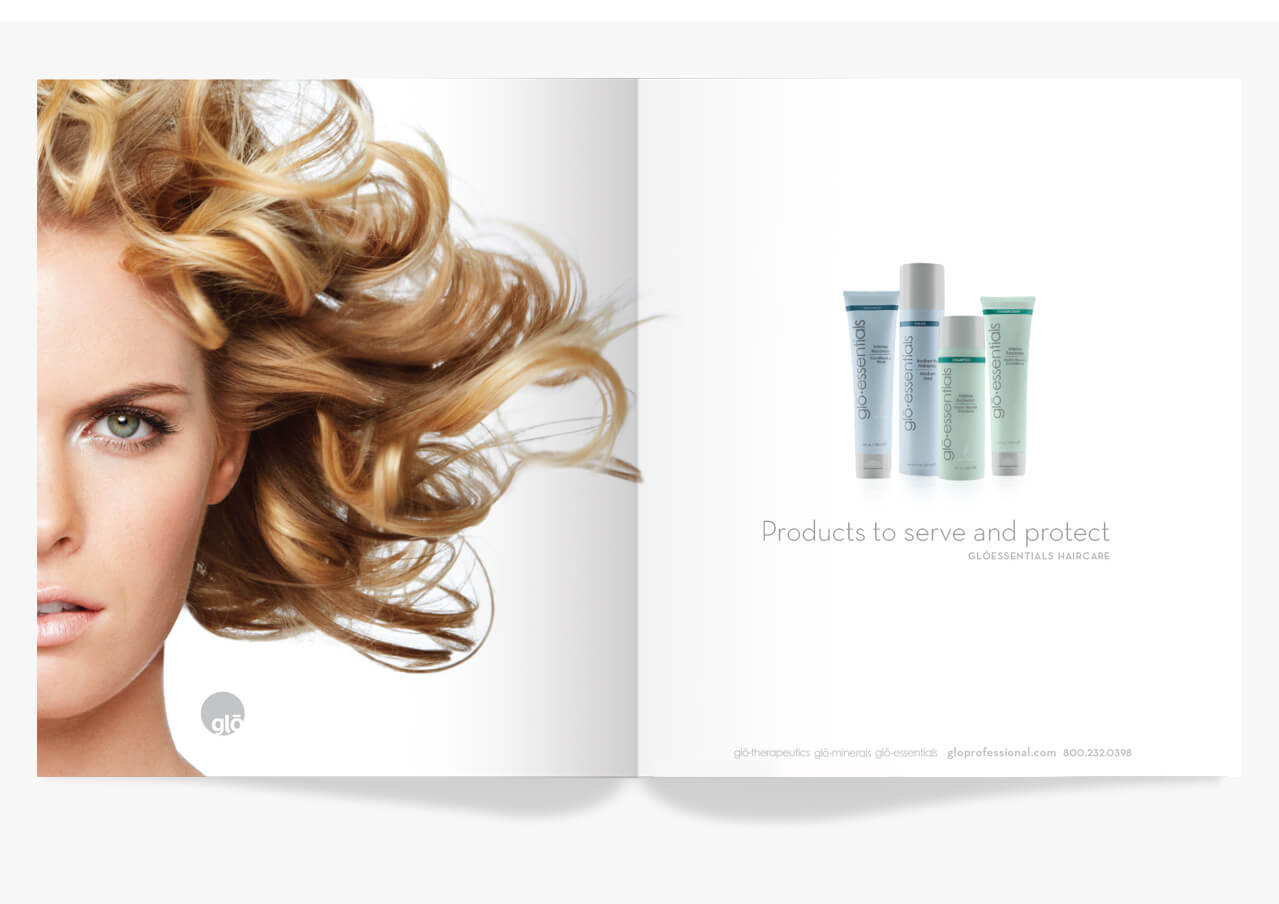 glō
glō·essentials
glō·essentials
glō·essentials
SHAMPOO
glō·essentials
Products to serve and protect
GLŌESSENTIALS HAIRCARE
glō·therapeutics glō·minerals glō·essentials gloprofessional.com 800.232.0398